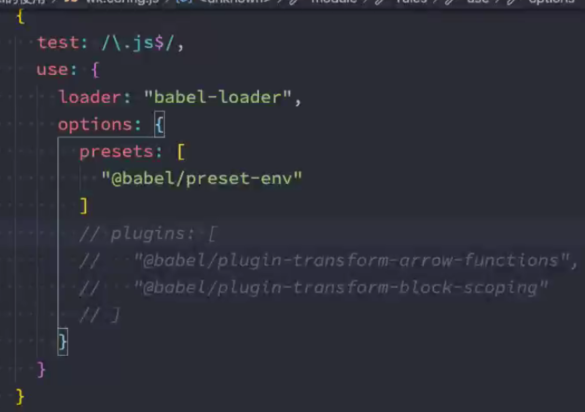 {
test: /\.js$/,
use: {
loader: "babel-loader",
options: {
presets: [
"@babel/preset-env"
]
// plugins: [
//   "@babel/plugin-transform-arrow-functions",
//   "@babel/plugin-transform-block-scoping"
// ]
}
}
}